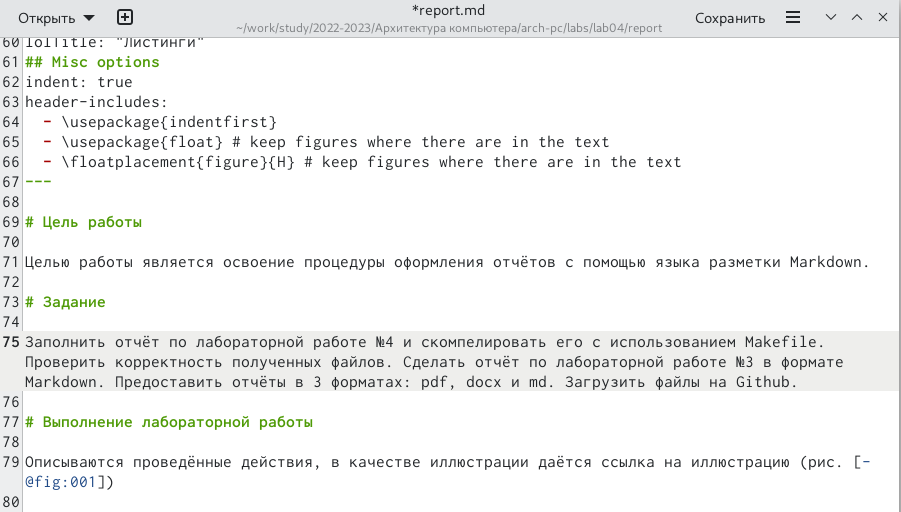 Открыть
*report.md
~/work/study/2022-2023/Архитектура компьютера/arch-pc/labs/lab04/report
Сохранить
60 lolTitle: "Листинги"
61 ## Misc options
62 indent: true
63 header-includes:
64   - \usepackage{indentfirst}
65   - \usepackage{float} # keep figures where there are in the text
66   - \floatplacement{figure}{H} # keep figures where there are in the text
67 ---
68
69 # Цель работы
70
71 Целью работы является освоение процедуры оформления отчётов с помощью языка разметки Markdown.
72
73 # Задание
74
75 Заполнить отчёт по лабораторной работе №4 и скомпелировать его с использованием Makefile.
Проверить корректность полученных файлов. Сделать отчёт по лабораторной работе №3 в формате
Markdown. Предоставить отчёты в 3 форматах: pdf, docx и md. Загрузить файлы на Github.
76
77 # Выполнение лабораторной работы
78
79 Описываются проведённые действия, в качестве иллюстрации даётся ссылка на иллюстрацию (рис. [-
@fig:001])
80